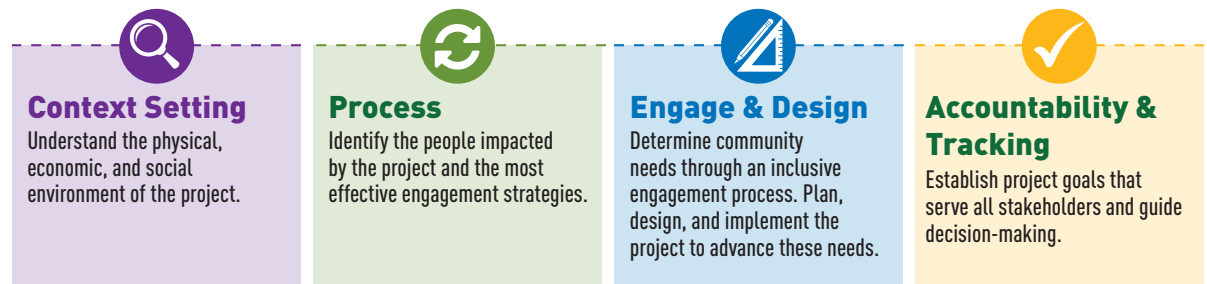 Context Setting
Understand the physical,
economic, and social
environment of the project.
Process
Identify the people impacted
by the project and the most
effective engagement strategies.
Engage & Design
Determine community
needs through an inclusive
engagement process. Plan,
design, and implement the
project to advance these needs.
Accountability &
Tracking
Establish project goals that
serve all stakeholders and guide
decision-making.